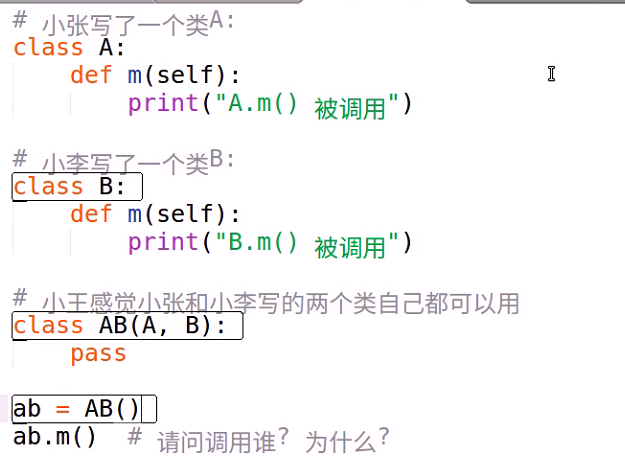 # 小张写了一个类A:
class A:
    def m(self):
        print("A.m() 被调用")
# 小李写了一个类B:
class B:
    def m(self):
        print("B.m() 被调用")
# 小王感觉小张和小李写的两个类自己都可以用
class AB(A, B):
    pass
ab = AB()
ab.m()  # 请问调用谁? 为什么?